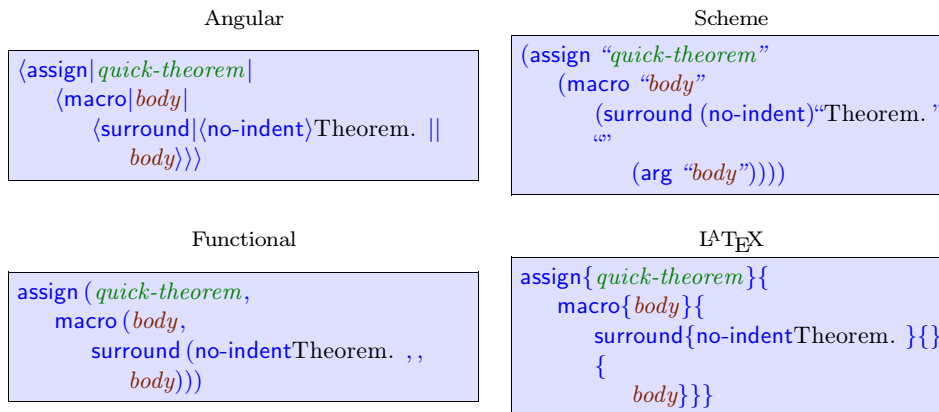 Angular
⟨assign|quick-theorem|
⟨macro|body|
⟨surround|⟨no-indent⟩Theorem. ||
body⟩⟩⟩
Scheme
(assign “quick-theorem”
(macro “body”
(surround (no-indent)“Theorem. ”
“”
(arg “body”))))
Functional
assign (quick-theorem,
macro (body,
surround (no-indentTheorem. , ,
body)))
LATEX
assign{quick-theorem}{
macro{body}{
surround{no-indentTheorem. }{}
{
body}}}